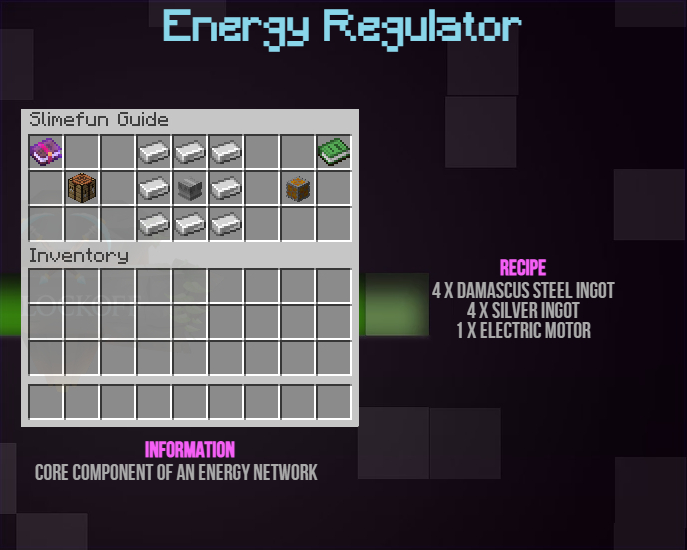 Energy Regulator
Slimefun Guide
Inventory
RECIPE
4 X DAMASCUS STEEL INGOT
4 X SILVER INGOT
1 X ELECTRIC MOTOR
INFORMATION
CORE COMPONENT OF AN ENERGY NETWORK